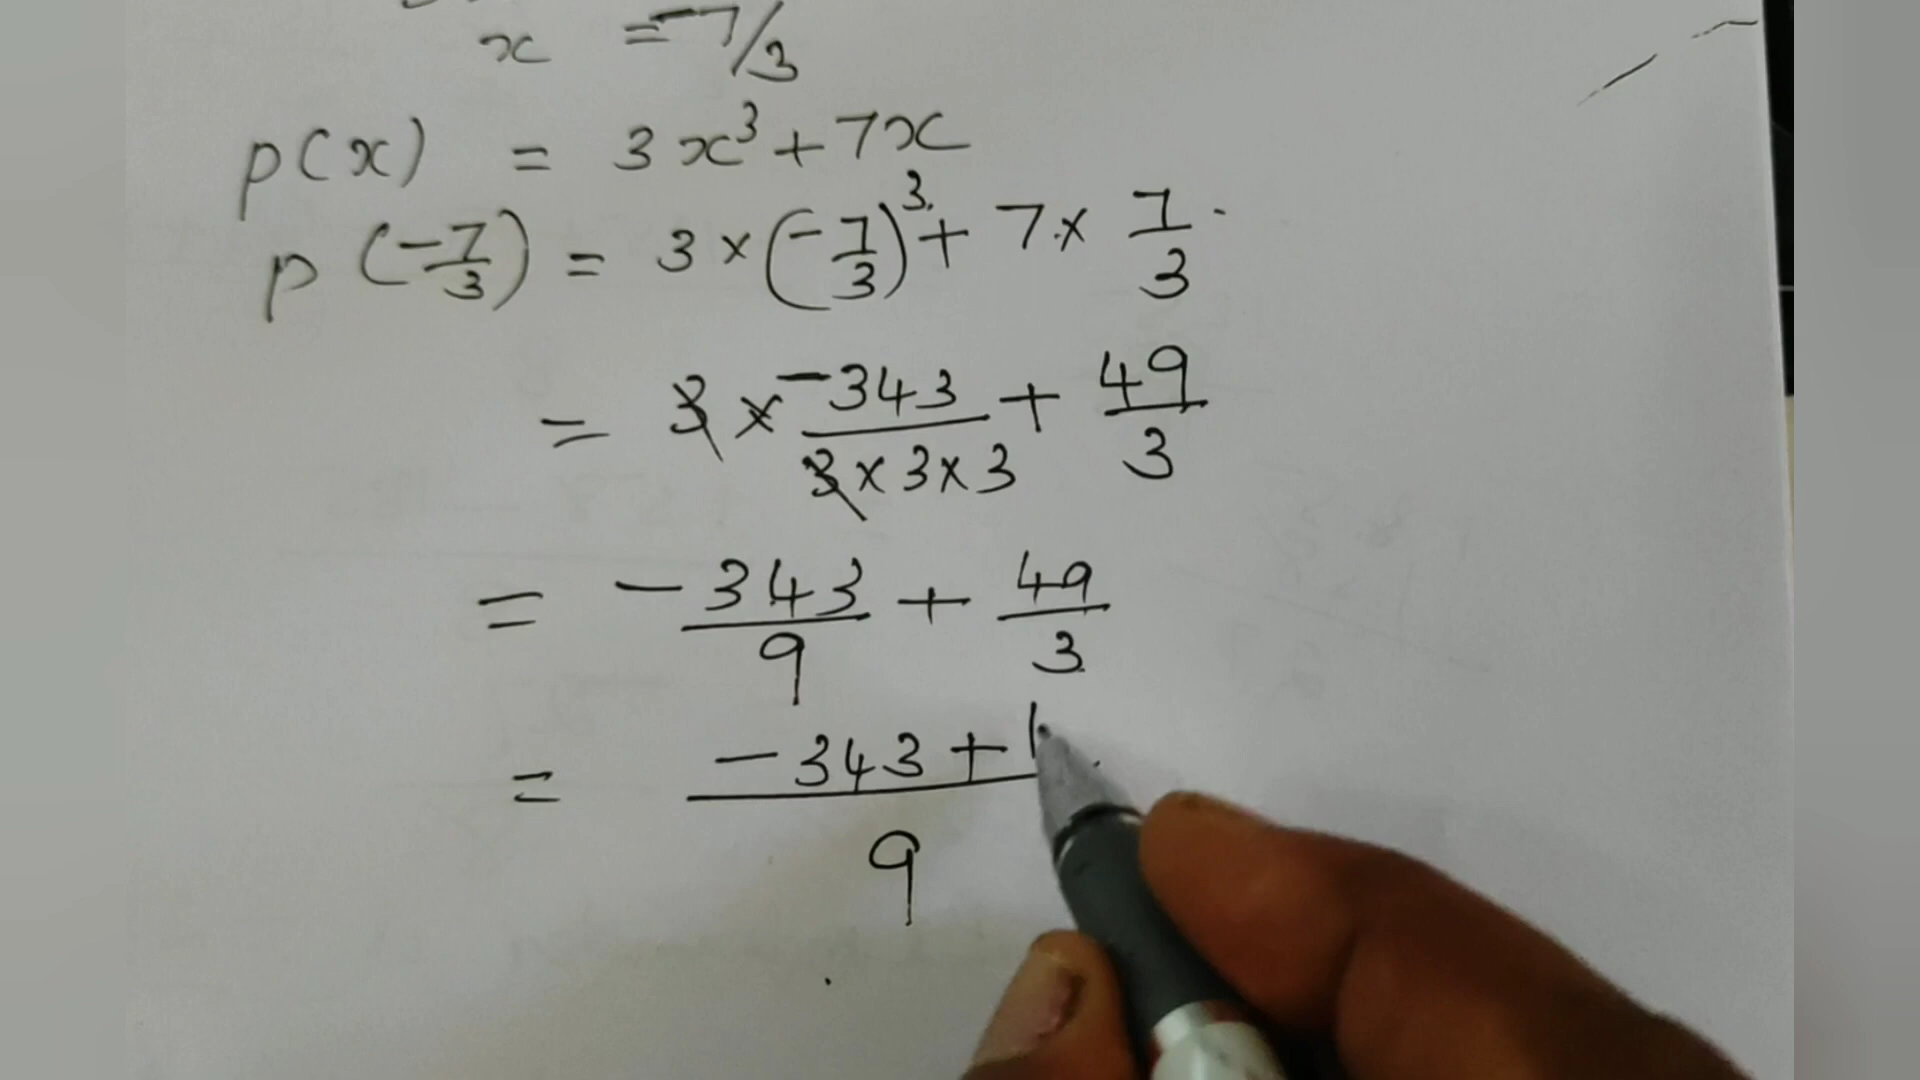 x = -7/3
p(x) = 3x³ + 7x
p(-7/3) = 3 × (-7/3)³ + 7 × 7/3
= 3 × -343/3×3×3 + 49/3
= -343/9 + 49/3
= -343 + 1/9